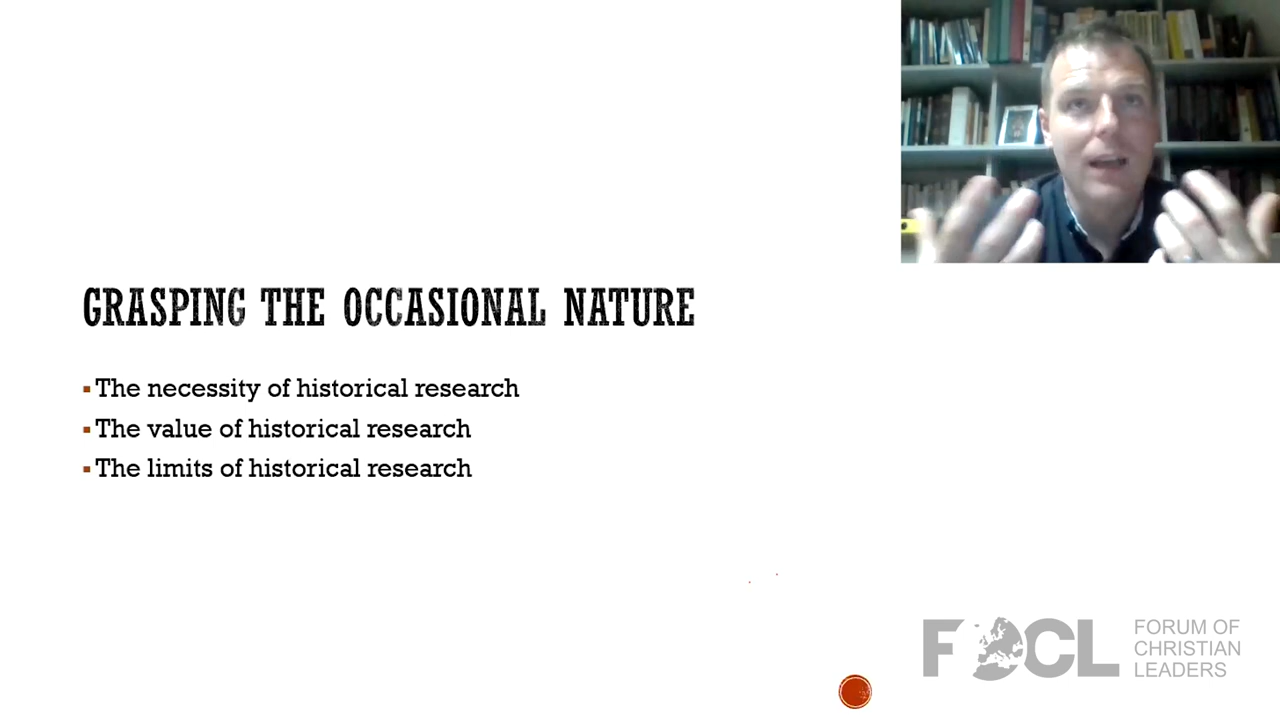 GRASPING THE OCCASIONAL NATURE
▪The necessity of historical research
▪The value of historical research
▪The limits of historical research
FOCL
FORUM OF
CHRISTIAN
LEADERS